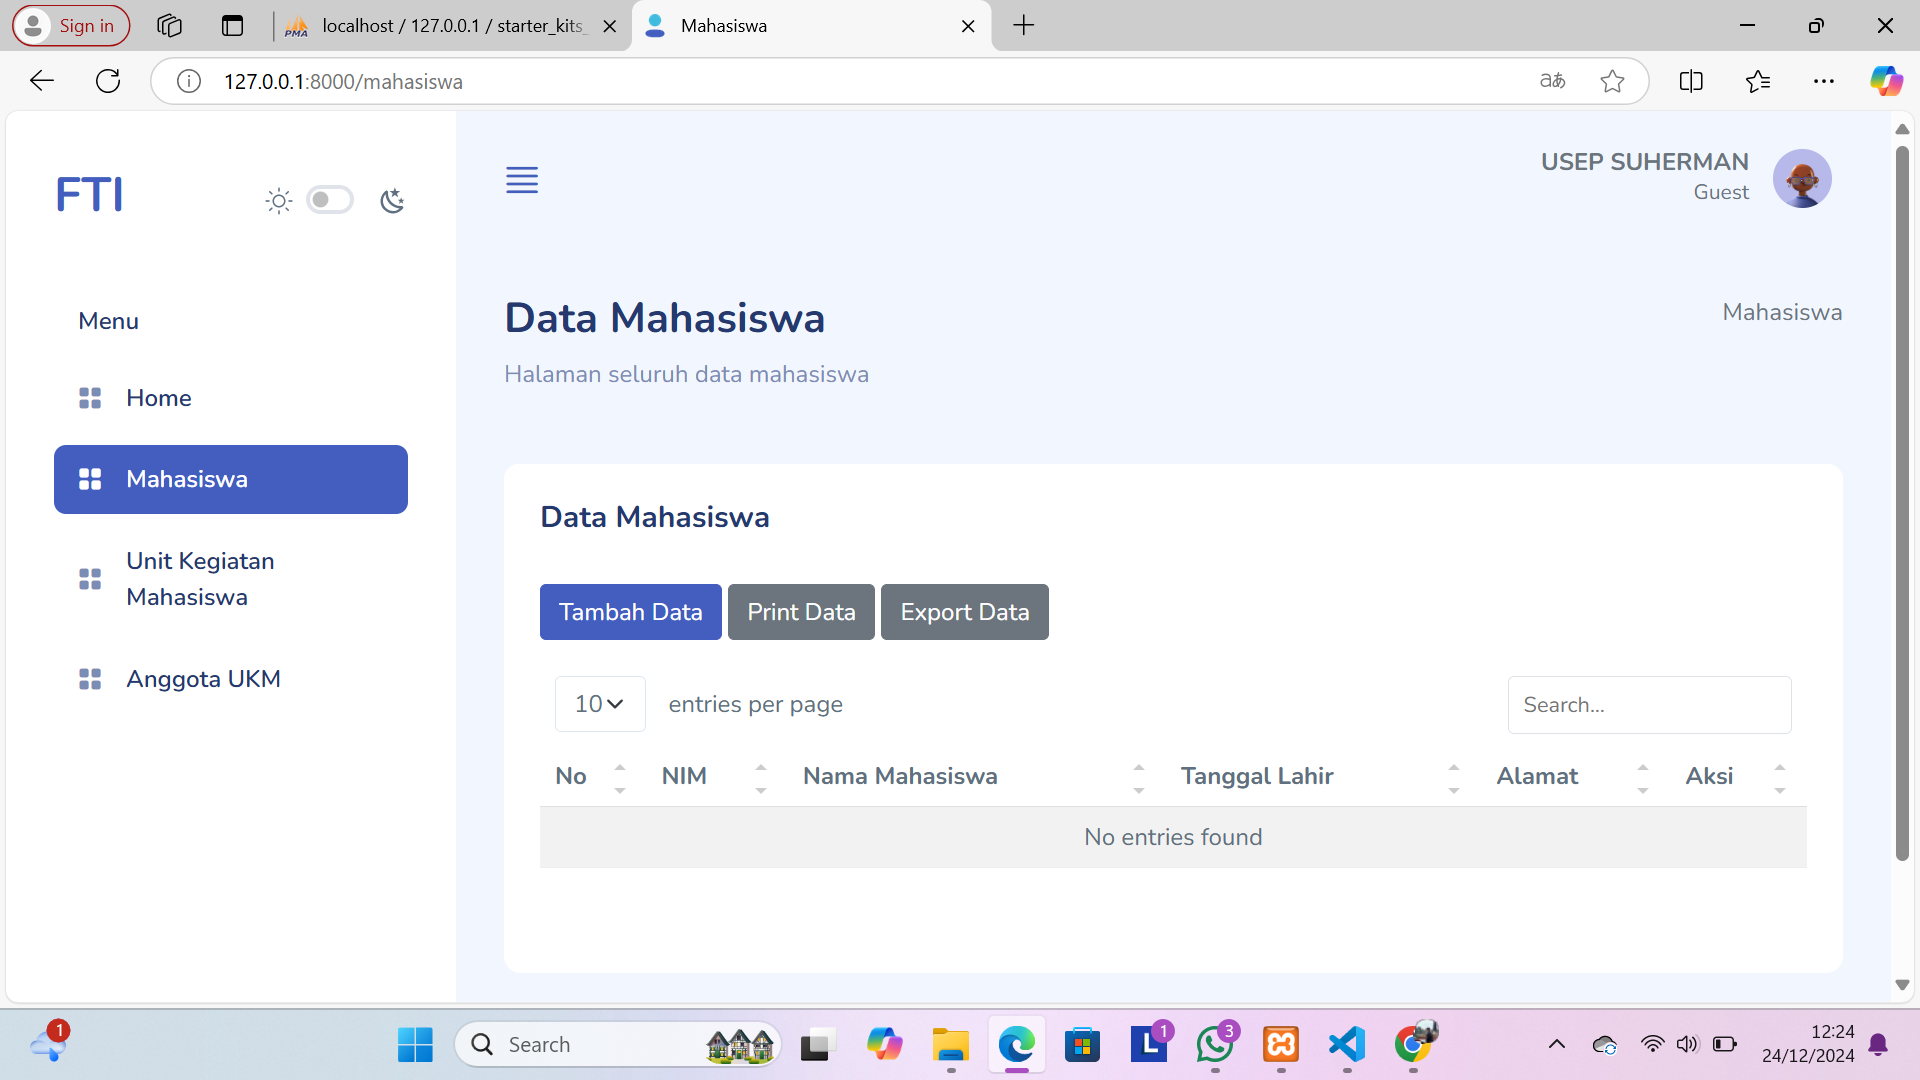 Sign in
localhost / 127.0.0.1 / starter_kits_
Mahasiswa
127.0.0.1:8000/mahasiswa
FTI
USEP SUHERMAN
Guest
Menu
Home
Mahasiswa
Unit Kegiatan
Mahasiswa
Anggota UKM
Data Mahasiswa
Mahasiswa
Halaman seluruh data mahasiswa
Data Mahasiswa
Tambah Data Print Data Export Data
10 entries per page
Search...
No NIM Nama Mahasiswa Tanggal Lahir Alamat Aksi
No entries found
1
Search
L 1
3
12:24
24/12/2024